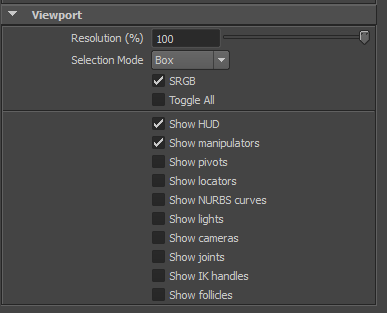 Viewport
Resolution (%) 100
Selection Mode Box
SRGB
Toggle All
Show HUD
Show manipulators
Show pivots
Show locators
Show NURBS curves
Show lights
Show cameras
Show joints
Show IK handles
Show follicles